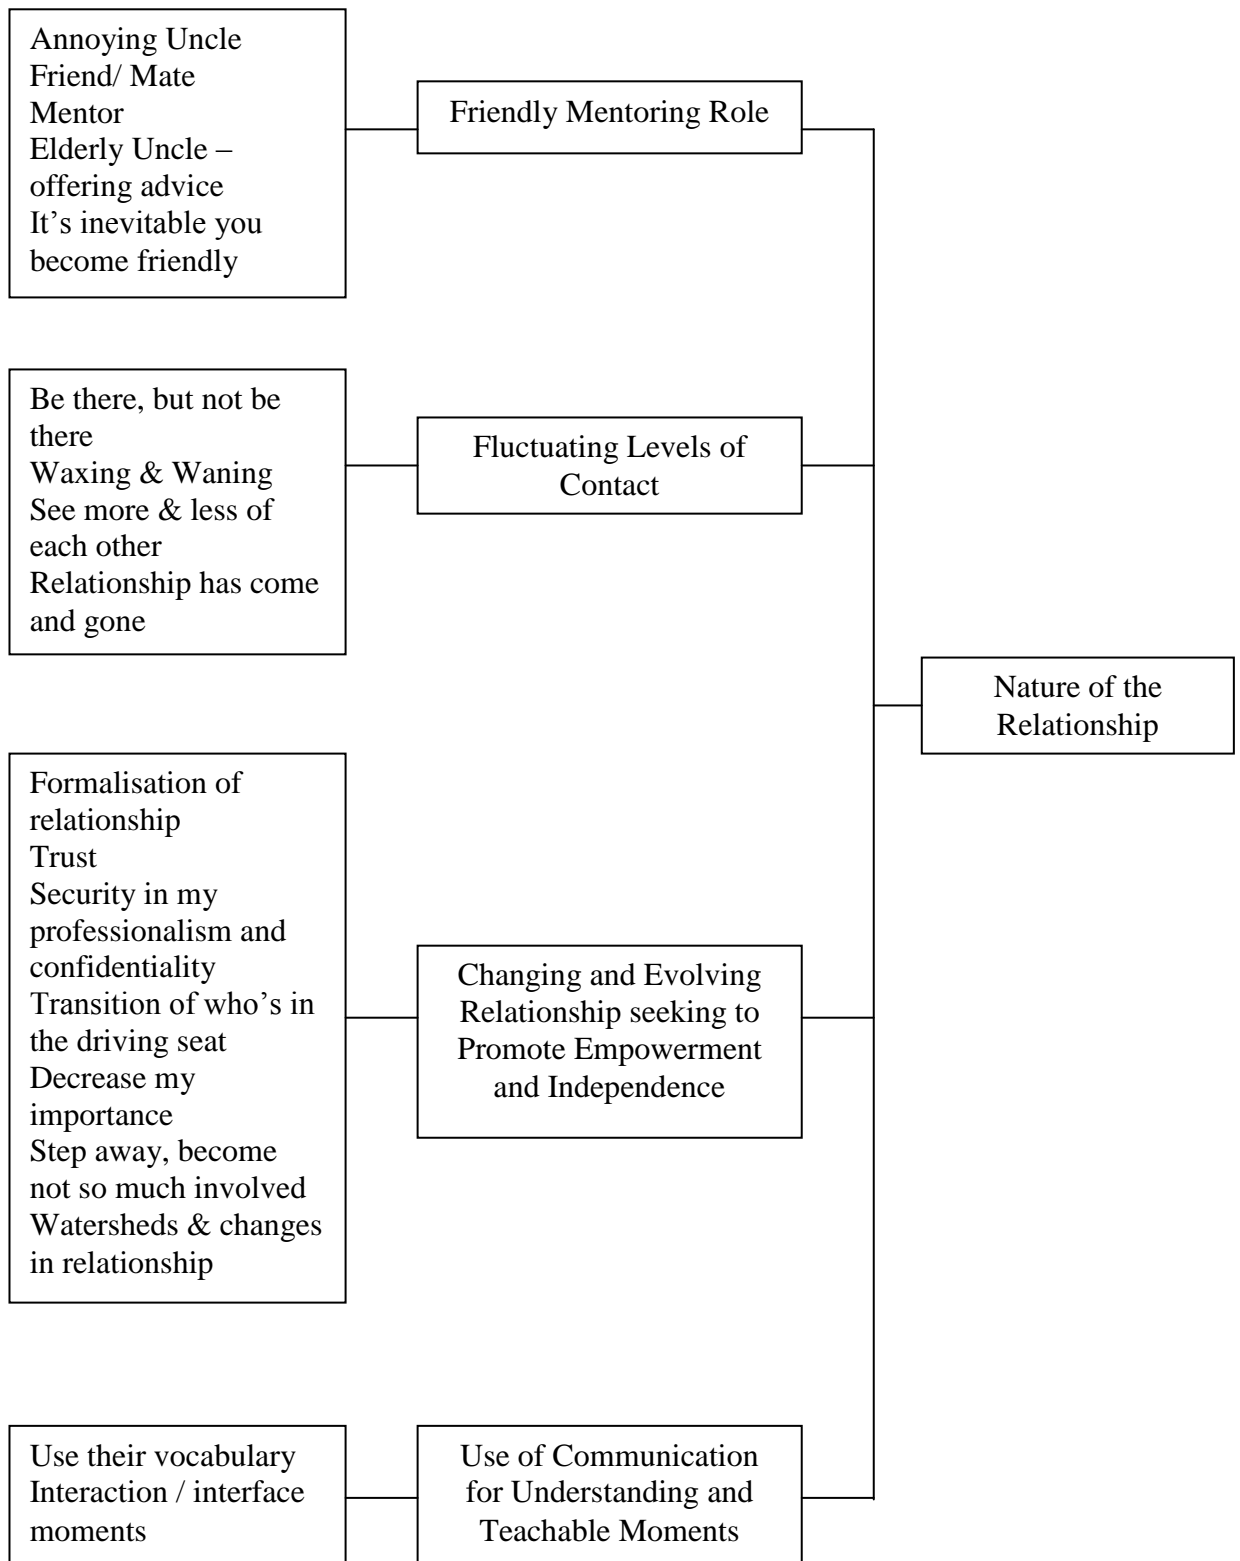 Annoying Uncle
Friend/ Mate
Mentor
Elderly Uncle –
offering advice
It’s inevitable you
become friendly
Friendly Mentoring Role
Be there, but not be
there
Waxing & Waning
See more & less of
each other
Relationship has come
and gone
Fluctuating Levels of
Contact
Nature of the
Relationship
Formalisation of
relationship
Trust
Security in my
professionalism and
confidentiality
Transition of who’s in
the driving seat
Decrease my
importance
Step away, become
not so much involved
Watersheds & changes
in relationship
Changing and Evolving
Relationship seeking to
Promote Empowerment
and Independence
Use their vocabulary
Interaction / interface
moments
Use of Communication
for Understanding and
Teachable Moments